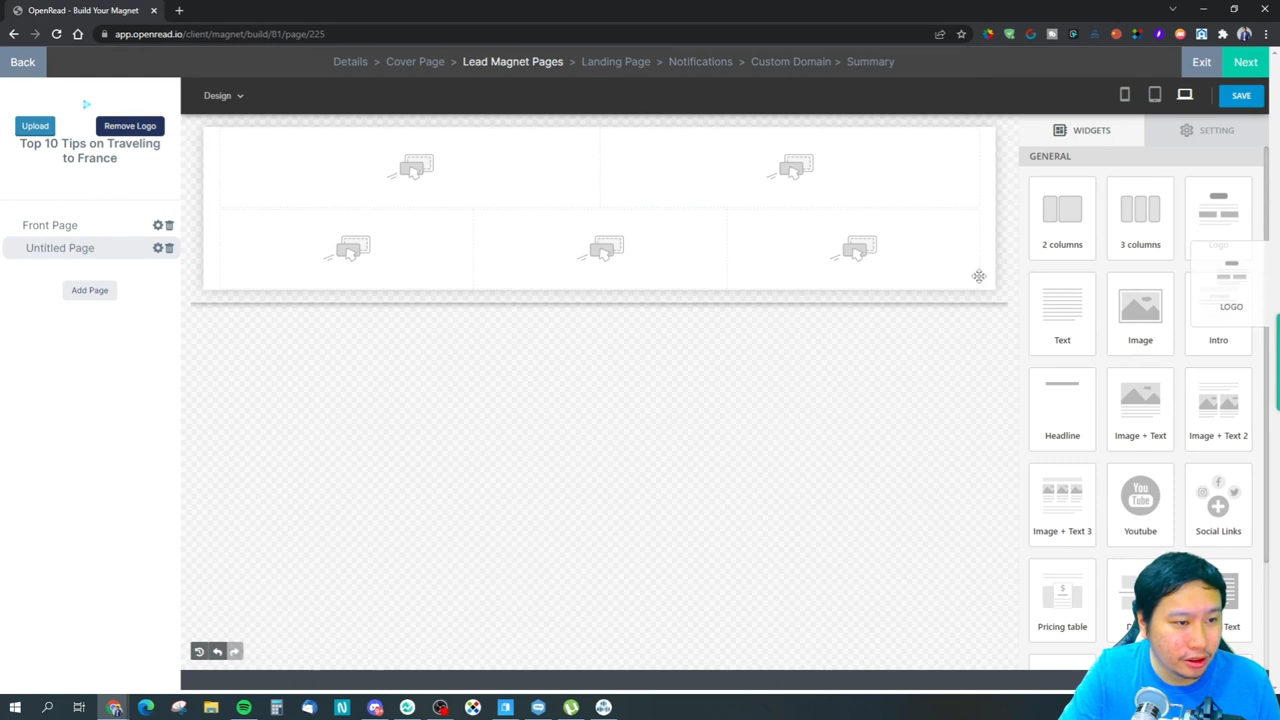 OpenRead - Build Your Magnet
app.openread.io/client/magnet/build/81/page/225
Back
Details > Cover Page > Lead Magnet Pages > Landing Page > Notifications > Custom Domain > Summary
Exit
Next
Design
SAVE
Upload
Remove Logo
Top 10 Tips on Traveling
to France
Front Page
Untitled Page
Add Page
WIDGETS
SETTING
GENERAL
2 columns
3 columns
Logo
LOGO
Text
Image
Intro
Headline
Image + Text
Image + Text 2
Image + Text 3
You
Tube
Youtube
Social Links
Pricing table
Text